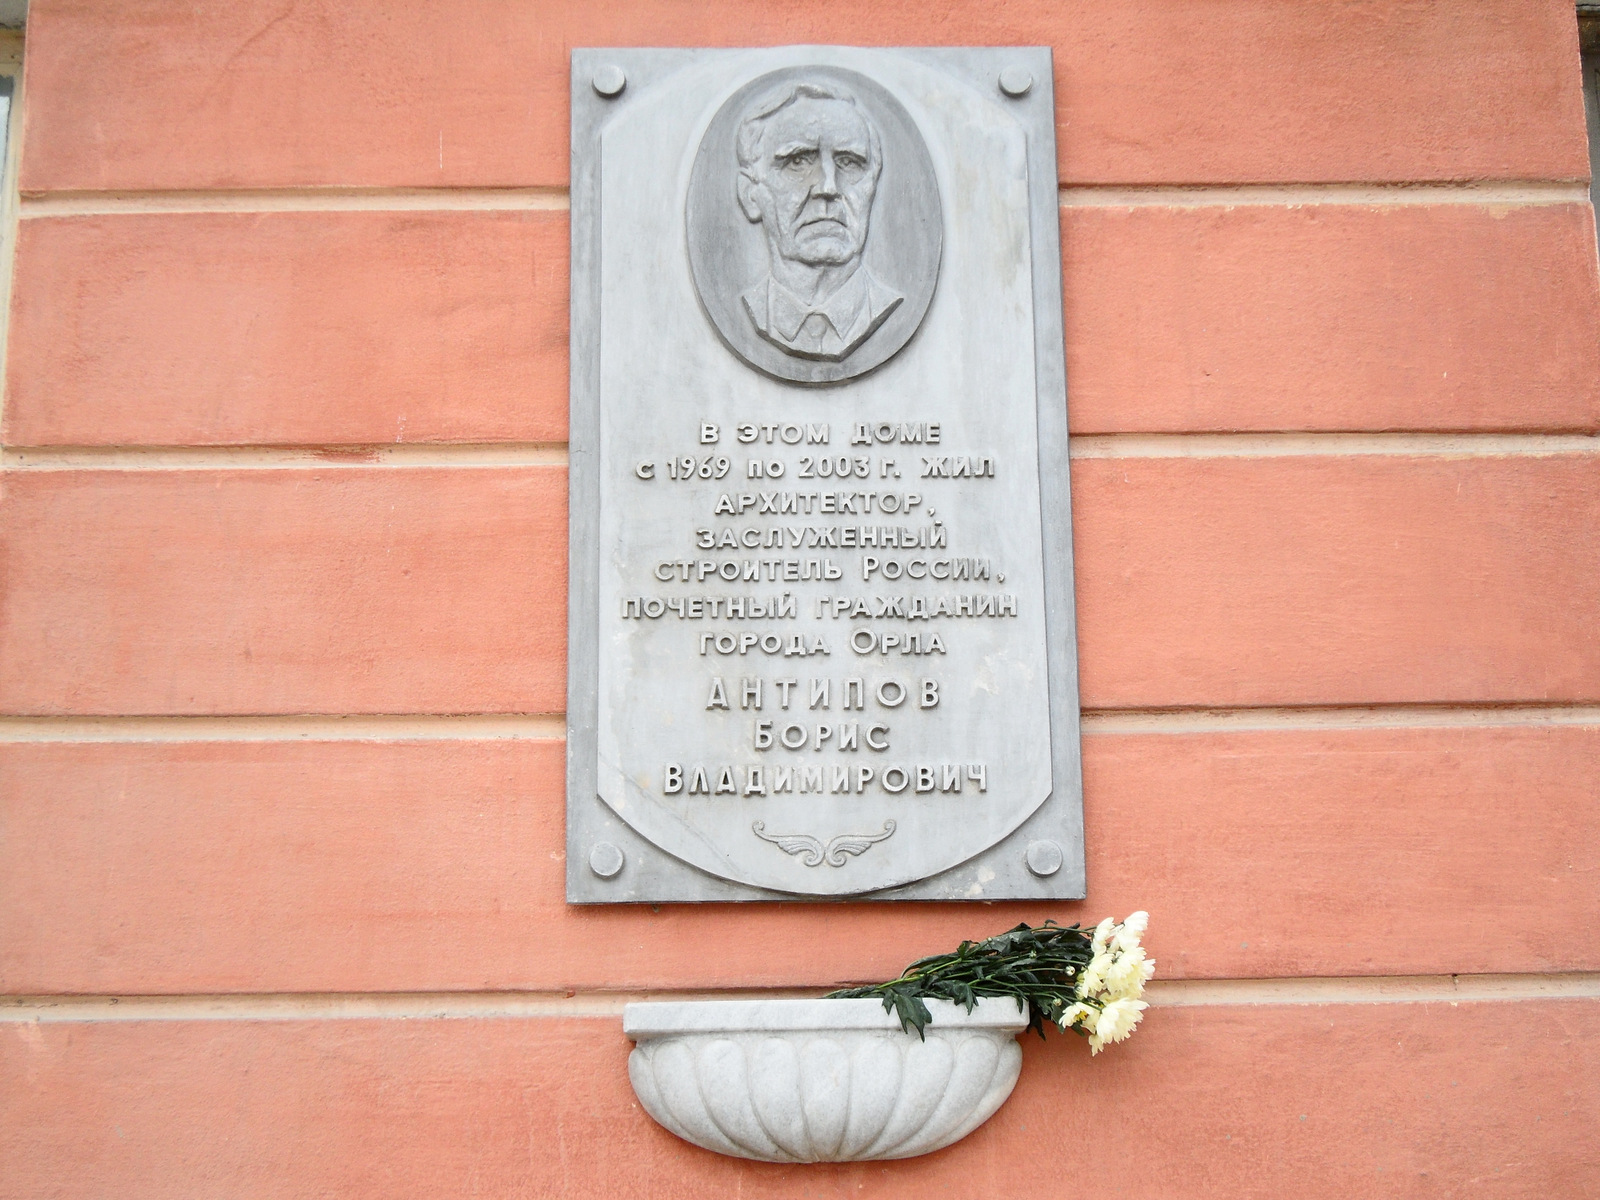 В ЭТОМ ДОМЕ
С 1969 ПО 2003 Г. ЖИЛ
АРХИТЕКТОР,
ЗАСЛУЖЕННЫЙ
СТРОИТЕЛЬ РОССИИ,
ПОЧЕТНЫЙ ГРАЖДАНИН
ГОРОДА ОРЛА
АНТИПОВ
БОРИС
ВЛАДИМИРОВИЧ